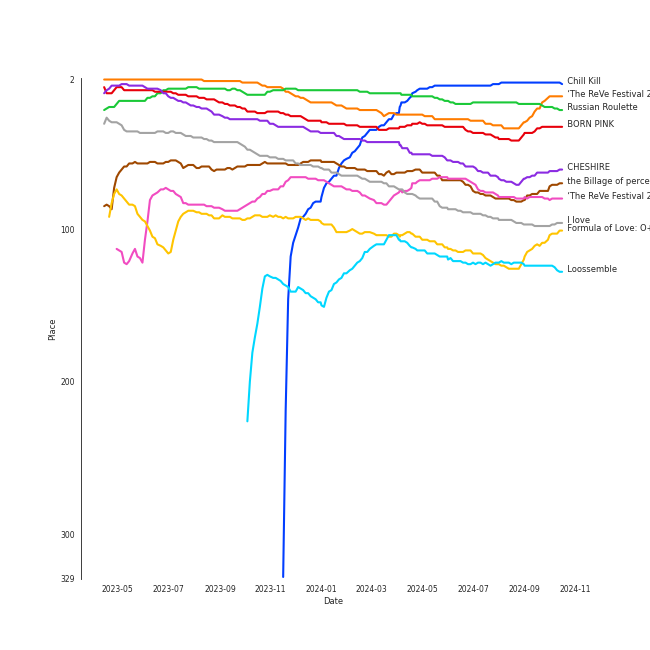 2
Chill Kill
'The ReVe Festival 2
Russian Roulette
BORN PINK
CHESHIRE
the Billage of perce
'The ReVe Festival 2
I love
Formula of Love: O+
100
Loossemble
Place
200
300
329
2023-05
2023-07
2023-09
2023-11
2024-01
2024-03
2024-05
2024-07
2024-09
2024-11
Date